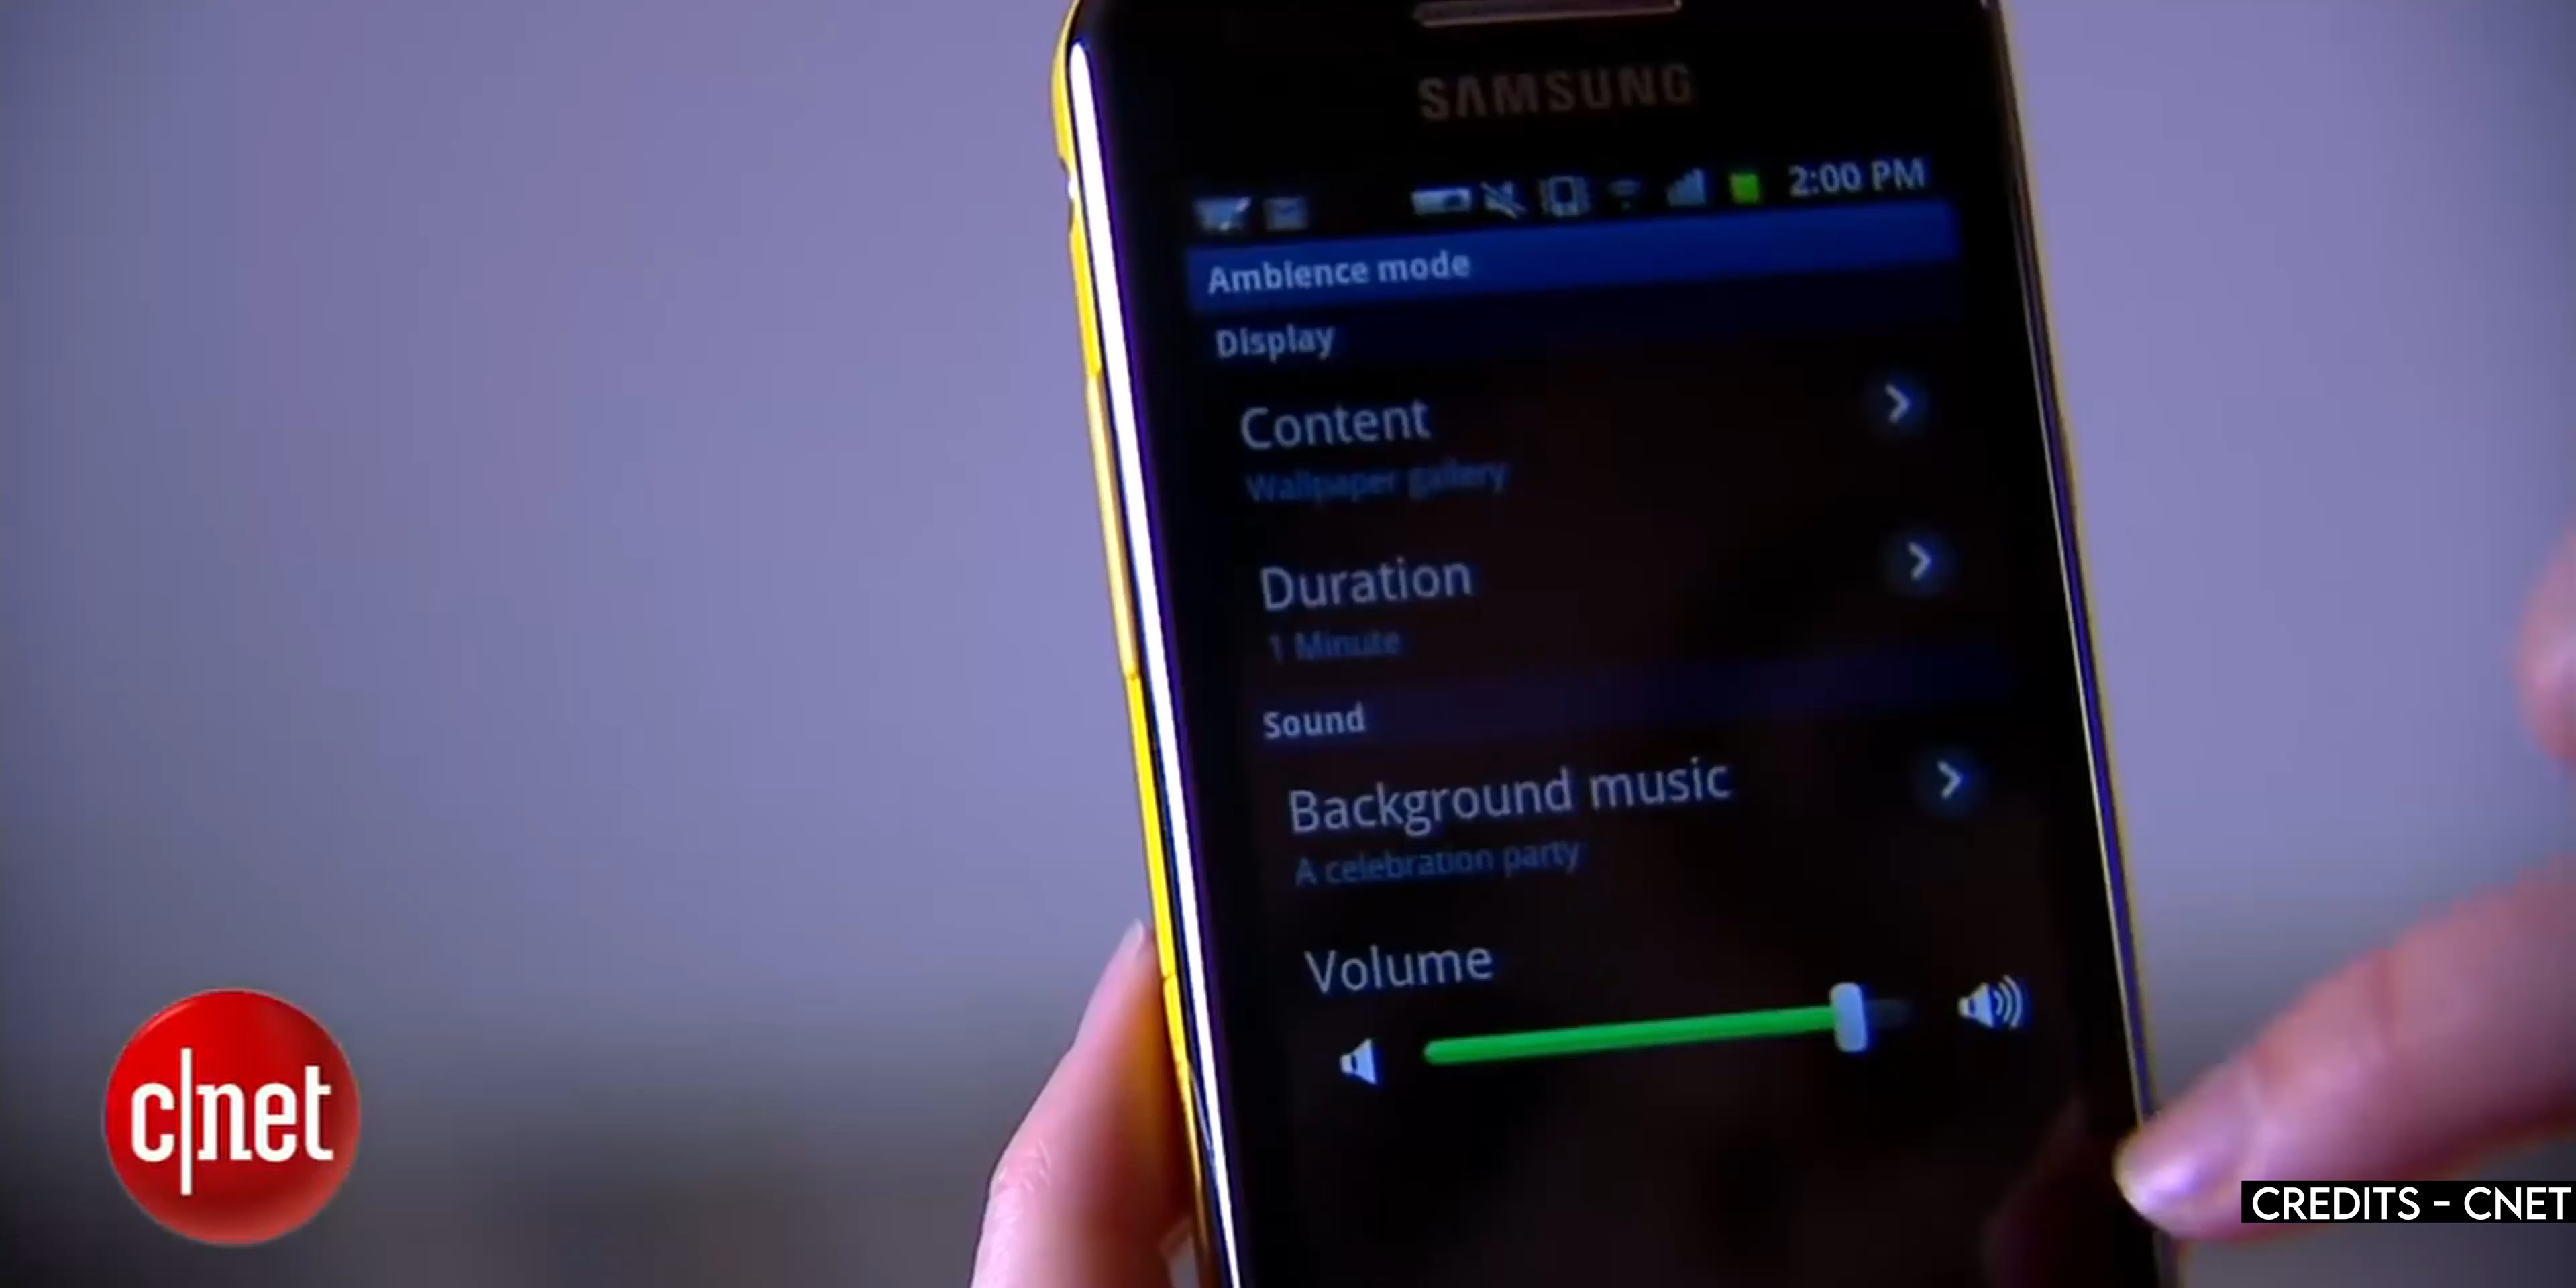 SAMSUNG
2:00 PM
Ambience mode
Display
Content
Wallpaper gallery
Duration
1 Minute
Sound
Background music
A celebration party
Volume
c|net
CREDITS - CNET